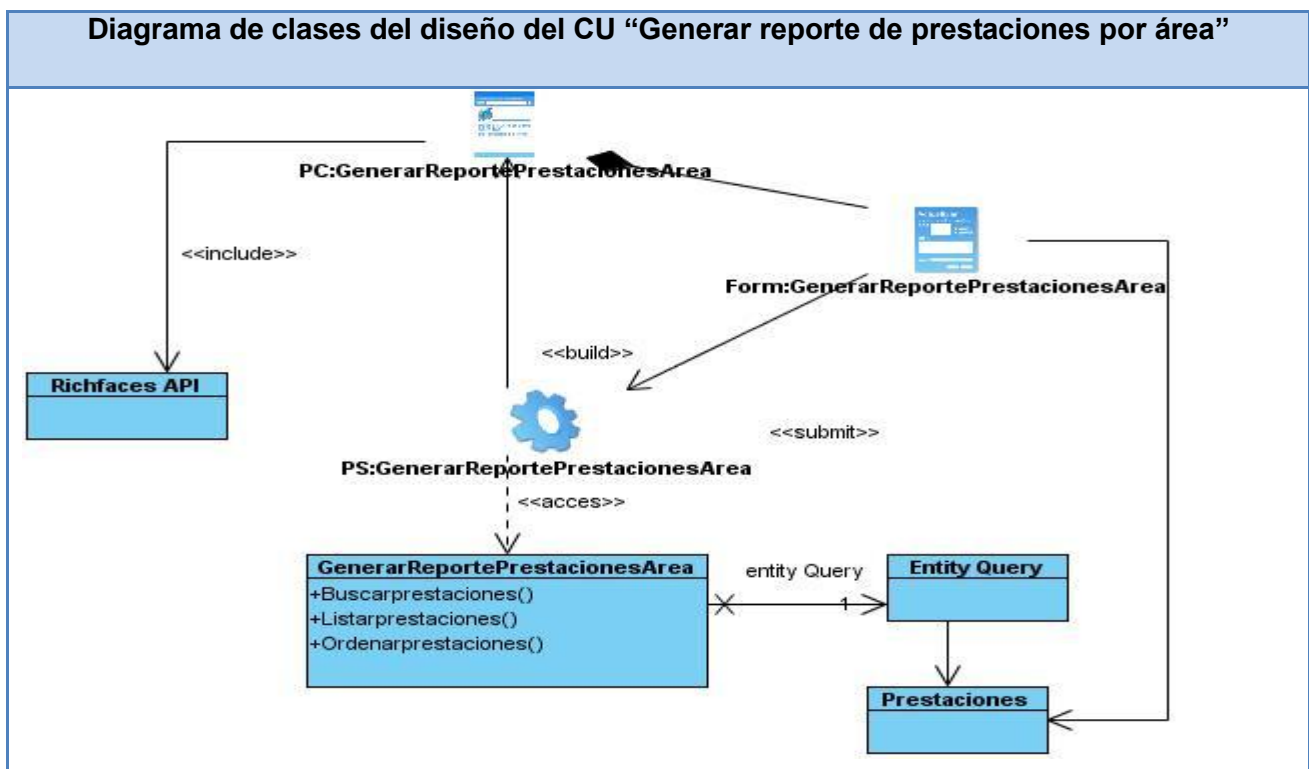 Diagrama de clases del diseño del CU “Generar reporte de prestaciones por área”
PC:GenerarReportePrestacionesArea
<<include>>
Form:GenerarReportePrestacionesArea
<<build>>
Richfaces API
<<submit>>
PS:GenerarReportePrestacionesArea
<<acces>>
GenerarReportePrestacionesArea
+Buscarprestaciones()
+Listarprestaciones()
+Ordenarprestaciones()
entity Query
1
Entity Query
Prestaciones